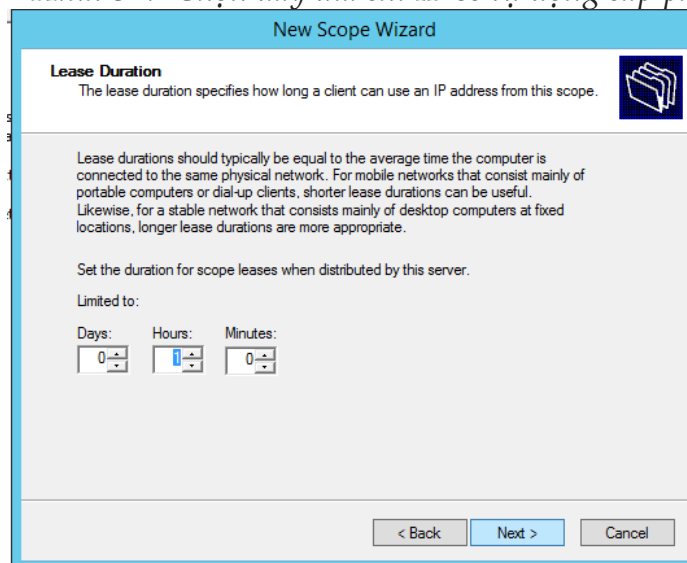 New Scope Wizard
Lease Duration
The lease duration specifies how long a client can use an IP address from this scope.
Lease durations should typically be equal to the average time the computer is
connected to the same physical network. For mobile networks that consist mainly of
portable computers or dial-up clients, shorter lease durations can be useful.
Likewise, for a stable network that consists mainly of desktop computers at fixed
locations, longer lease durations are more appropriate.
Set the duration for scope leases when distributed by this server.
Limited to:
Days: Hours: Minutes:
0 1 0
< Back Next > Cancel